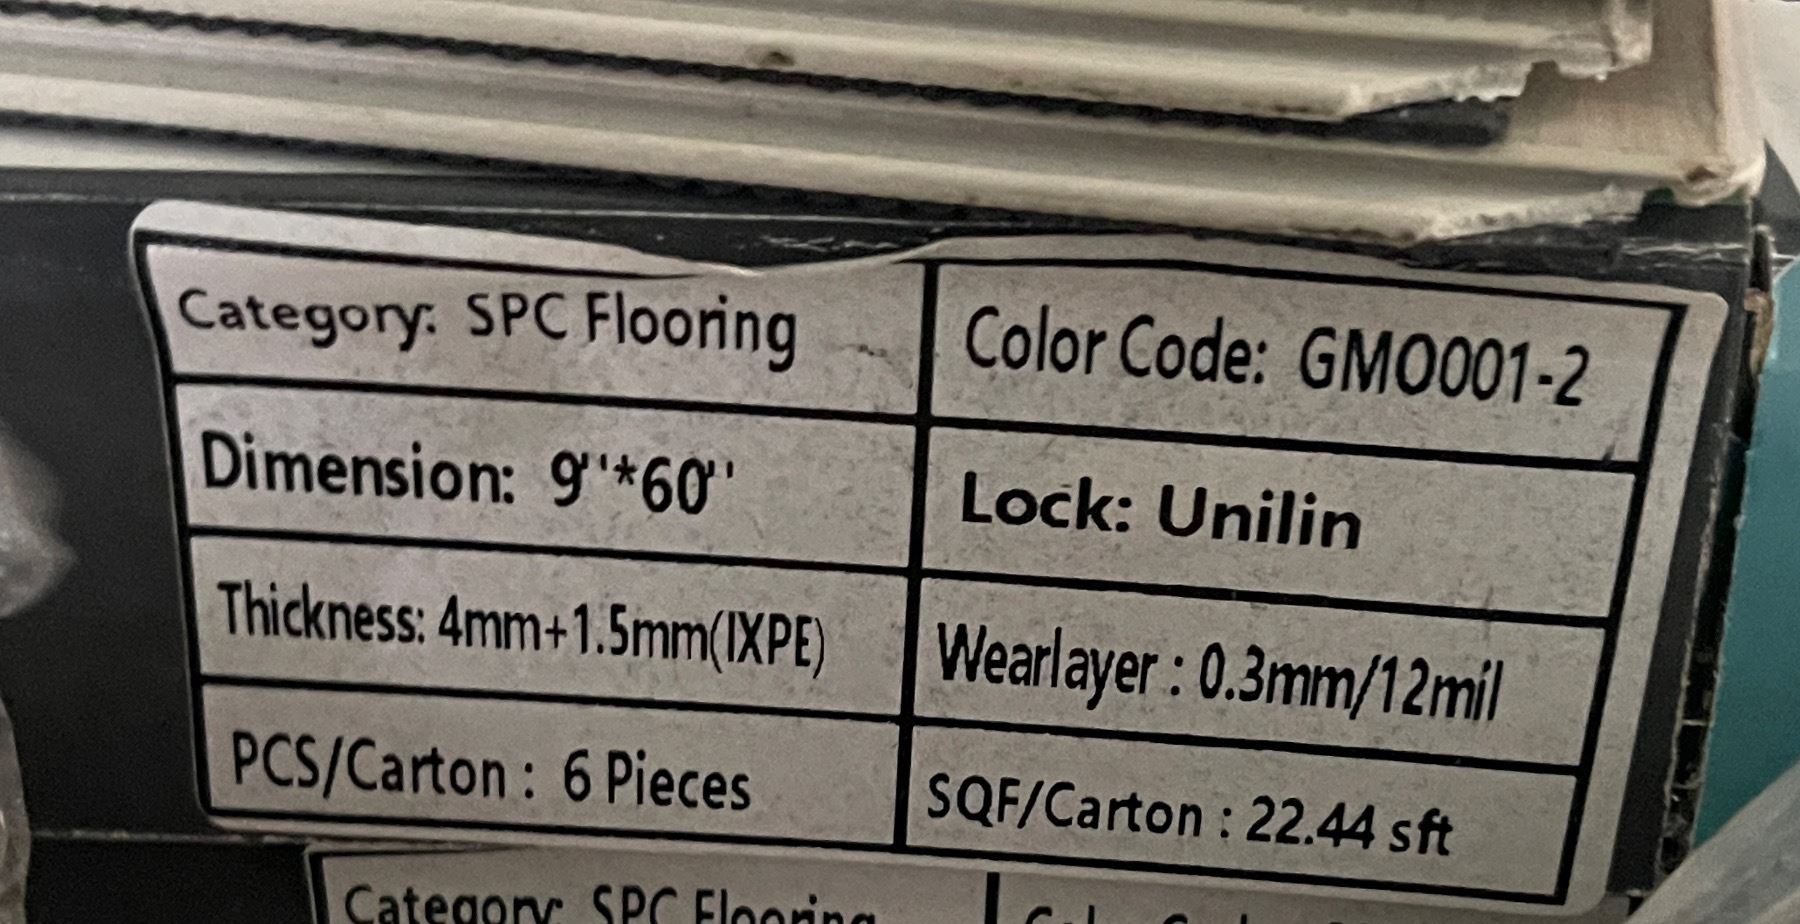 Category: SPC Flooring
Color Code: GMO001-2
Dimension: 9''*60''
Lock: Unilin
Thickness: 4mm+1.5mm(IXPE)
Wearlayer : 0.3mm/12mil
PCS/Carton : 6 Pieces
SQF/Carton : 22.44 sft
Category: SPC Flooring